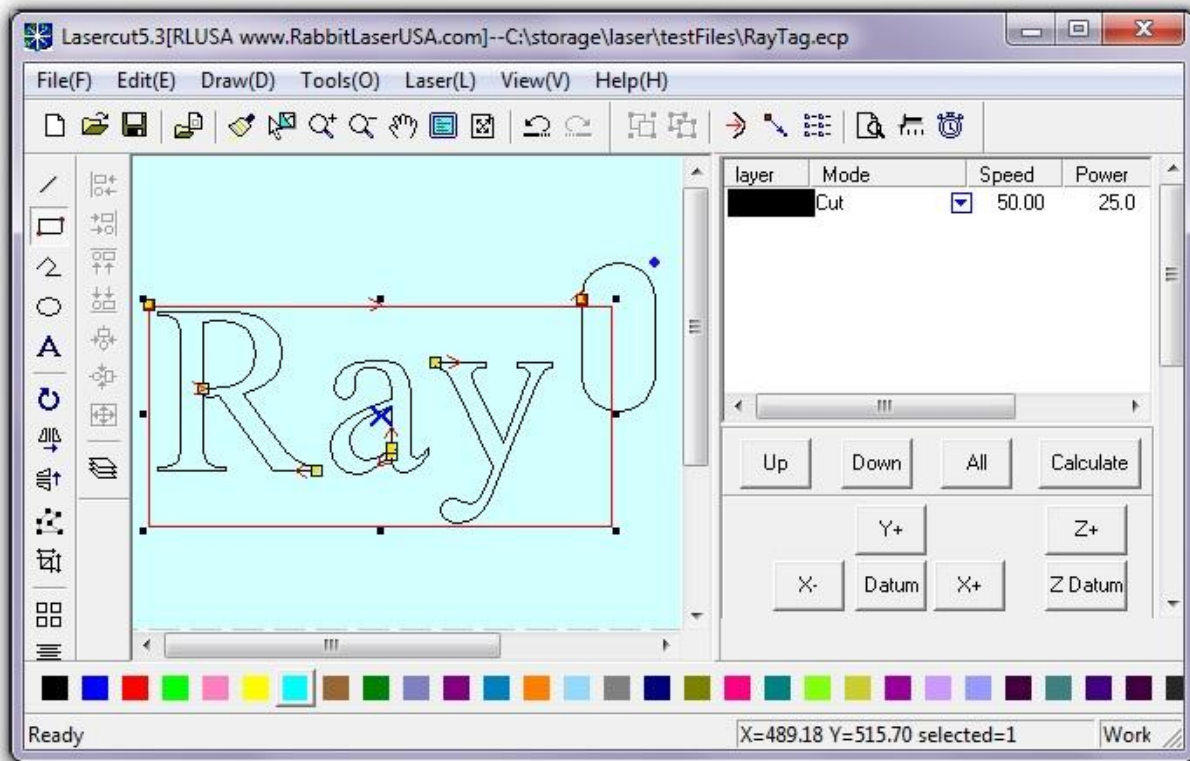 Lasercut5.3[RLUSA www.RabbitLaserUSA.com]--C:\storage\laser\testFiles\RayTag.ecp
File(F) Edit(E) Draw(D) Tools(O) Laser(L) View(V) Help(H)
layer Mode Speed Power
Cut 50.00 25.0
Ray
Up Down All Calculate
Y+ Z+
X- Datum X+ Z Datum
Ready X=489.18 Y=515.70 selected=1 Work